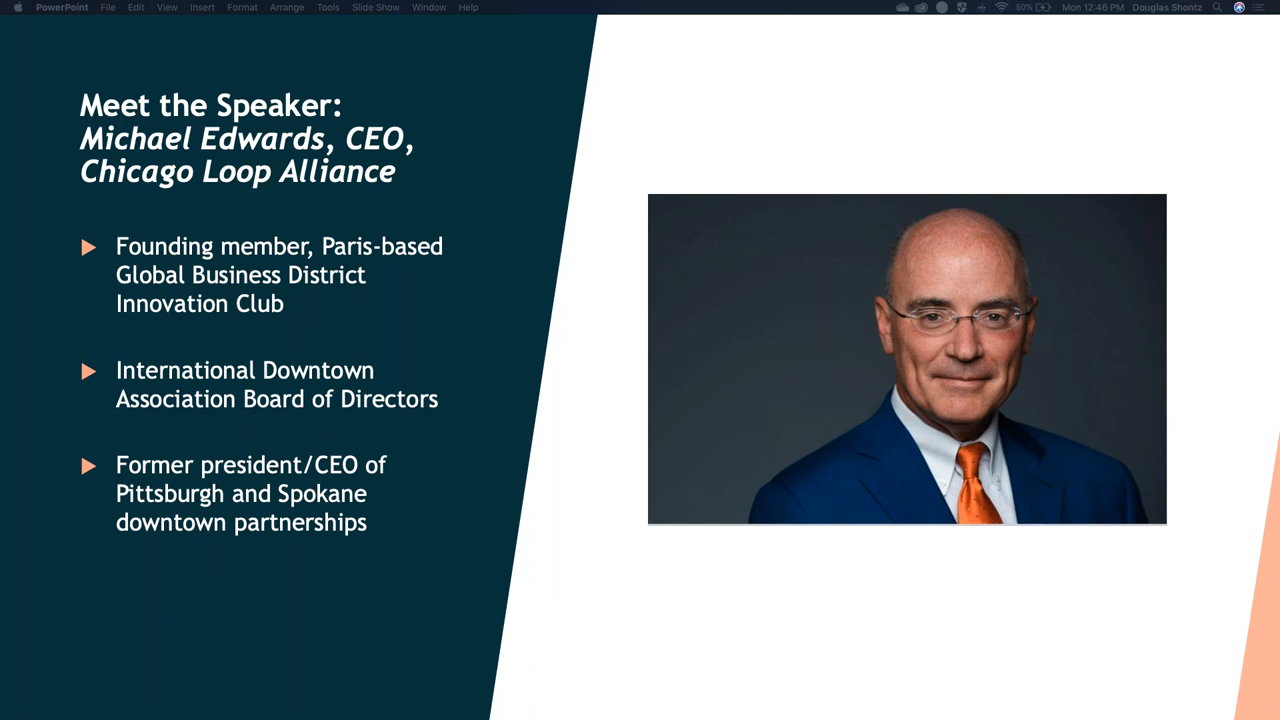 PowerPoint File Edit View Insert Format Arrange Tools Slide Show Window Help 50% Mon 12:46 PM Douglas Shontz
Meet the Speaker:
Michael Edwards, CEO,
Chicago Loop Alliance
Founding member, Paris-based
Global Business District
Innovation Club
International Downtown
Association Board of Directors
Former president/CEO of
Pittsburgh and Spokane
downtown partnerships